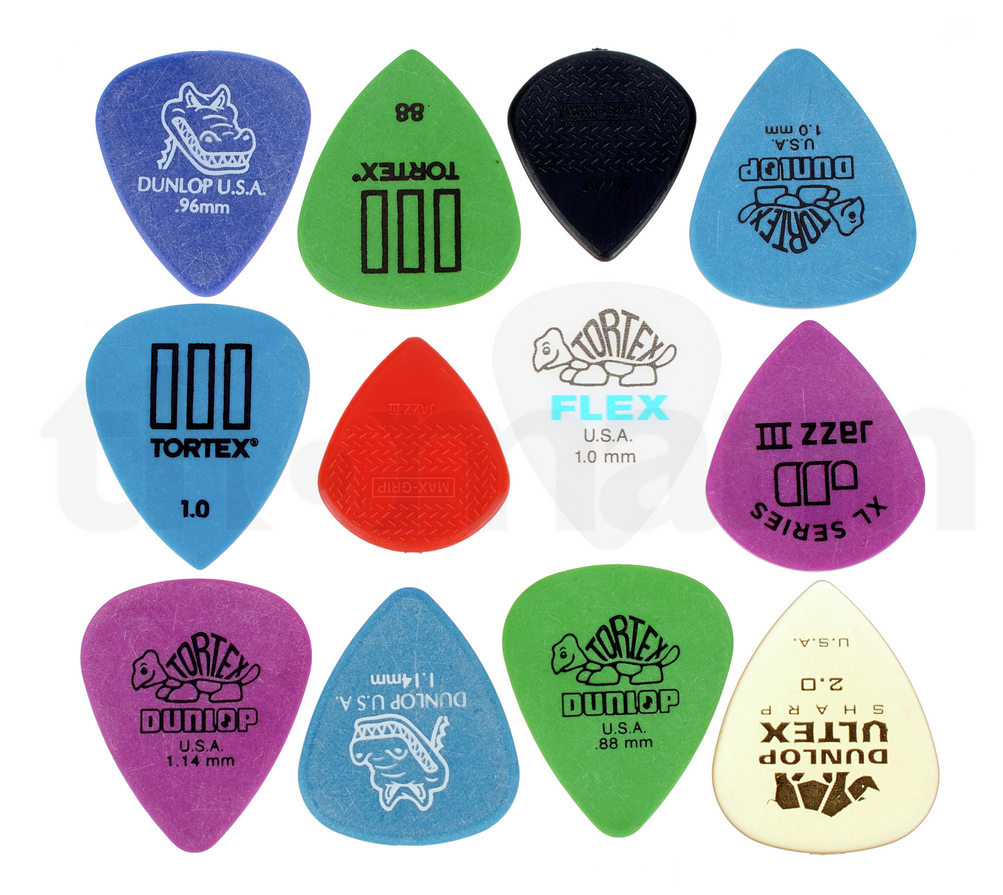 DUNLOP U.S.A.
.96mm
88
TORTEX®
MAX-GRIP
1.0 mm
U.S.A.
DUNLOP
TORTEX
TORTEX®
1.0
JAZZ III
MAX-GRIP
TORTEX
FLEX
U.S.A.
1.0 mm
JAZZ III
XL SERIES
TORTEX
DUNLOP
U.S.A.
1.14 mm
DUNLOP U.S.A.
1.14mm
TORTEX
DUNLOP
U.S.A.
.88 mm
DUNLOP
ULTEX
SHARP
2.0
U.S.A.